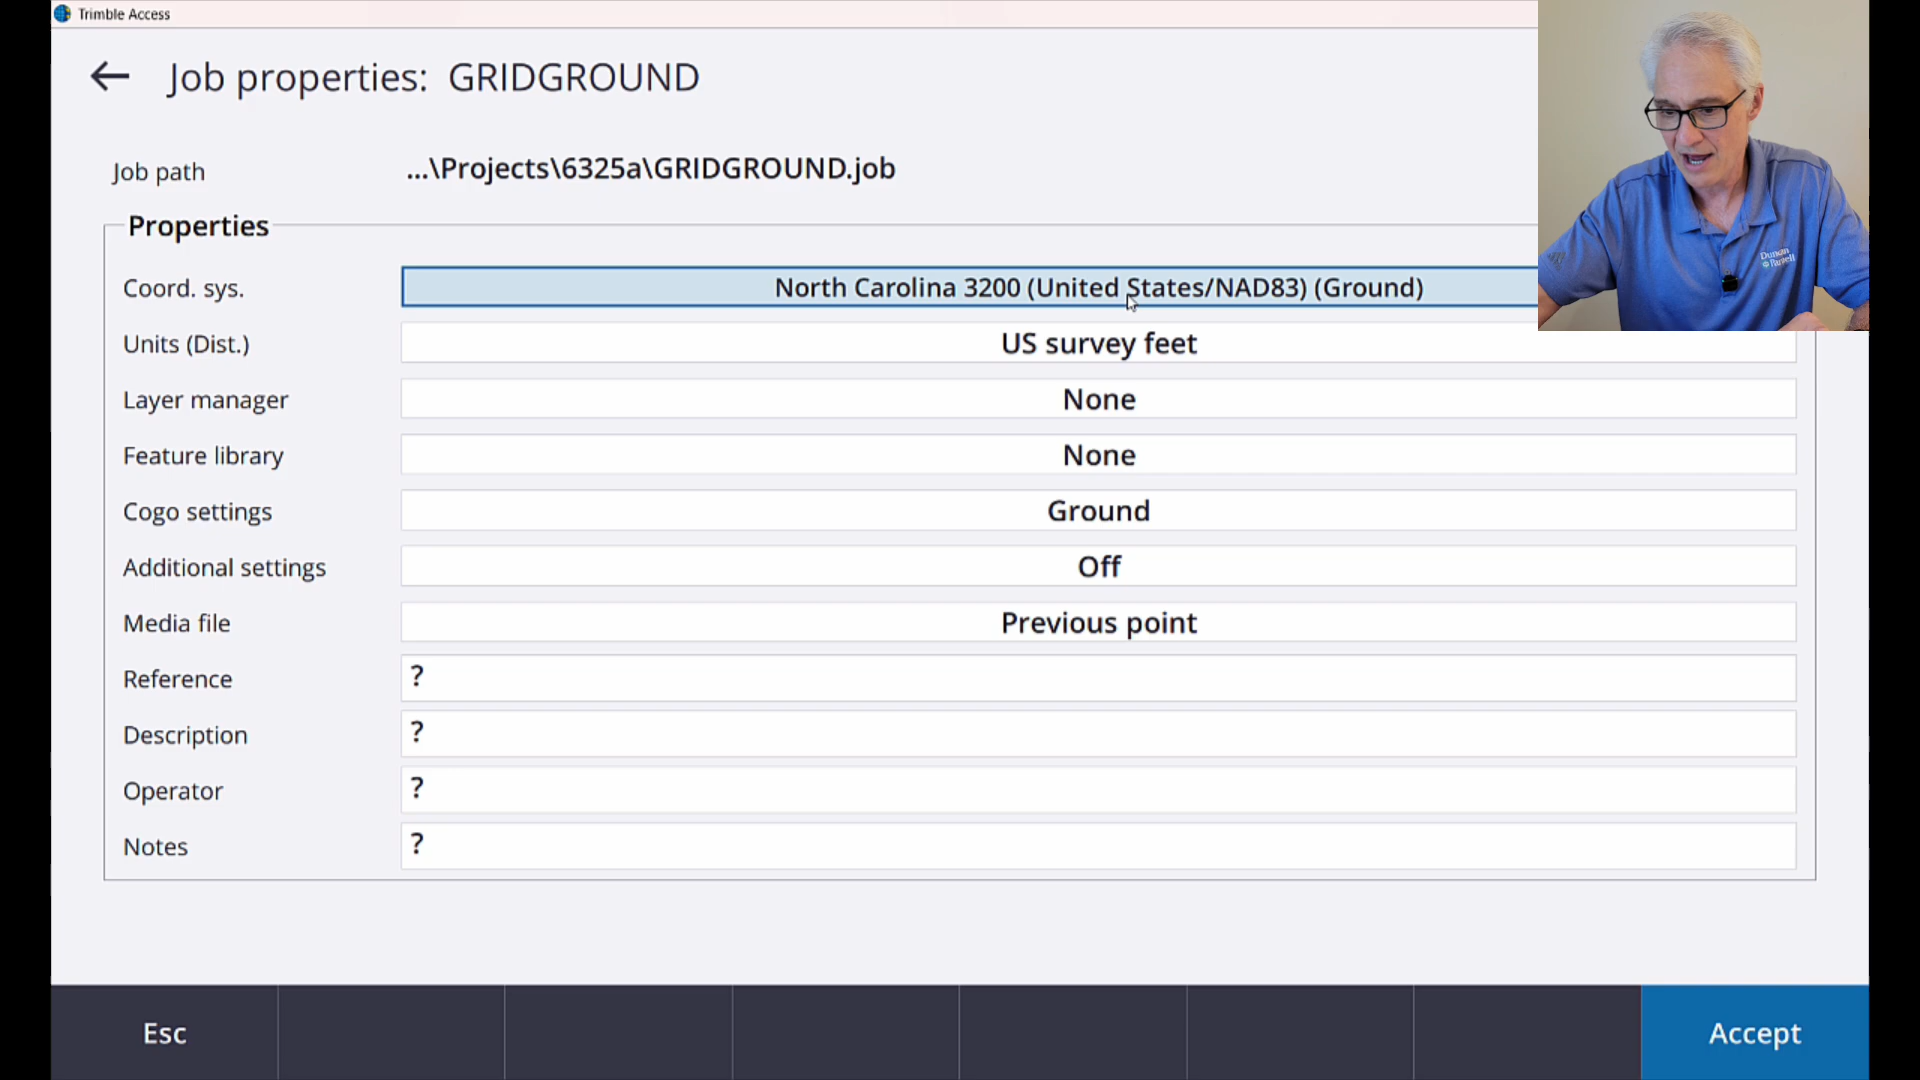 Trimble Access
Job properties: GRIDGROUND
Job path ...\Projects\6325a\GRIDGROUND.job
Properties
Coord. sys. North Carolina 3200 (United States/NAD83) (Ground)
Units (Dist.) US survey feet
Layer manager None
Feature library None
Cogo settings Ground
Additional settings Off
Media file Previous point
Reference ?
Description ?
Operator ?
Notes ?
Esc Accept
Duncan
Parnell